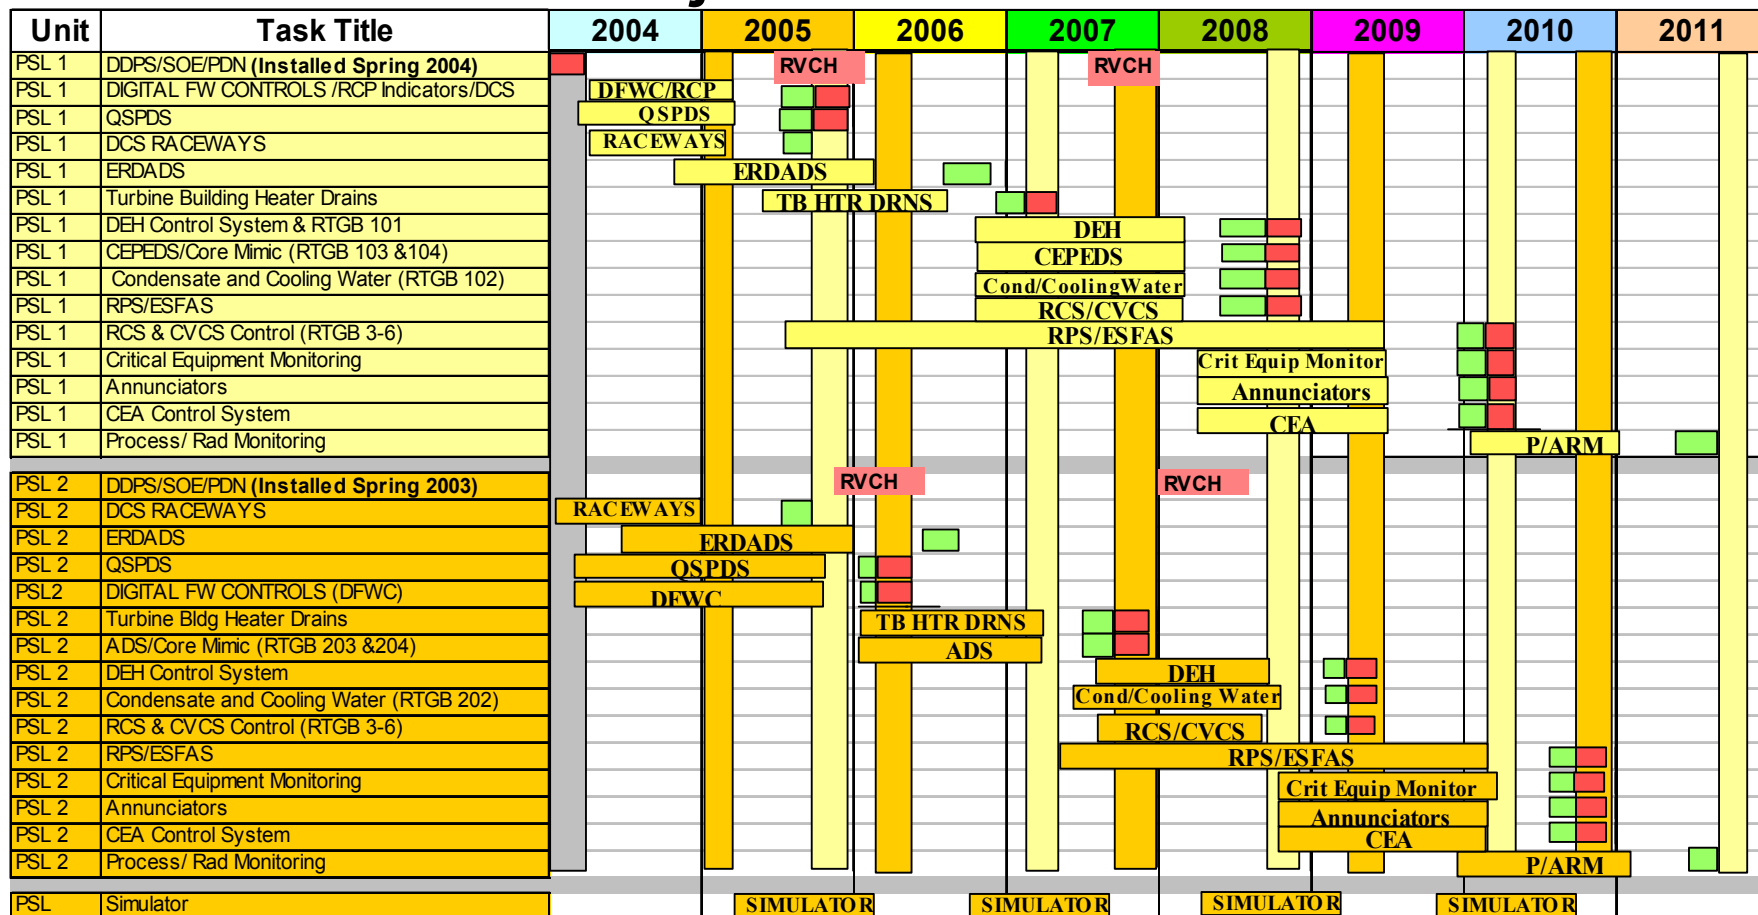 Unit Task Title 2004 2005 2006 2007 2008 2009 2010 2011
PSL 1 DDPS/SOE/PDN (Installed Spring 2004) RVCH RVCH
PSL 1 DIGITAL FW CONTROLS /RCP Indicators/DCS DFWC/RCP
PSL 1 QSPDS QSPDS
PSL 1 DCS RACEWAYS RACEWAYS
PSL 1 ERDADS ERDADS
PSL 1 Turbine Building Heater Drains TB HTR DRNS
PSL 1 DEH Control System & RTGB 101 DEH
PSL 1 CEPEDS/Core Mimic (RTGB 103 &104) CEPEDS
PSL 1 Condensate and Cooling Water (RTGB 102) Cond/CoolingWater
PSL 1 RPS/ESFAS RCS/CVCS
PSL 1 RCS & CVCS Control (RTGB 3-6) RPS/ESFAS
PSL 1 Critical Equipment Monitoring Crit Equip Monitor
PSL 1 Annunciators Annunciators
PSL 1 CEA Control System CEA
PSL 1 Process/ Rad Monitoring P/ARM
PSL 2 DDPS/SOE/PDN (Installed Spring 2003) RVCH RVCH
PSL 2 DCS RACEWAYS RACEWAYS
PSL 2 ERDADS ERDADS
PSL 2 QSPDS QSPDS
PSL2 DIGITAL FW CONTROLS (DFWC) DFWC
PSL 2 Turbine Bldg Heater Drains TB HTR DRNS
PSL 2 ADS/Core Mimic (RTGB 203 &204) ADS
PSL 2 DEH Control System DEH
PSL 2 Condensate and Cooling Water (RTGB 202) Cond/Cooling Water
PSL 2 RCS & CVCS Control (RTGB 3-6) RCS/CVCS
PSL 2 RPS/ESFAS RPS/ESFAS
PSL 2 Critical Equipment Monitoring Crit Equip Monitor
PSL 2 Annunciators Annunciators
PSL 2 CEA Control System CEA
PSL 2 Process/ Rad Monitoring P/ARM
PSL Simulator SIMULATOR SIMULATOR SIMULATOR SIMULATOR